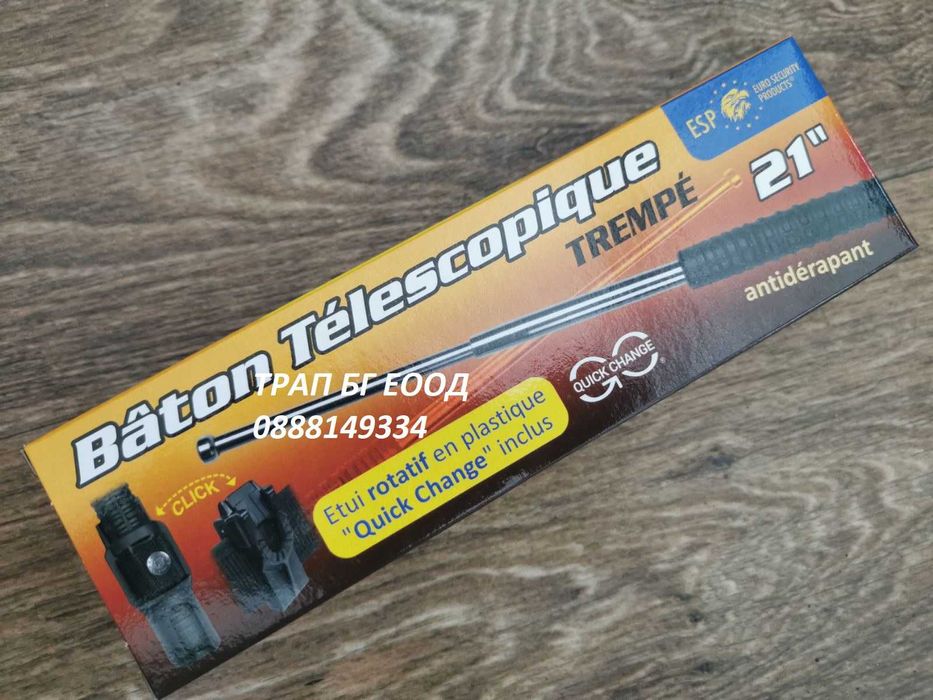 ESP
EURO SECURITY
PRODUCTS®
21"
Bâton Télescopique
TREMPÉ
antidérapant
QUICK CHANGE®
ТРАП БГ ЕООД
0888149334
Etui rotatif en plastique
"Quick Change" inclus
CLICK